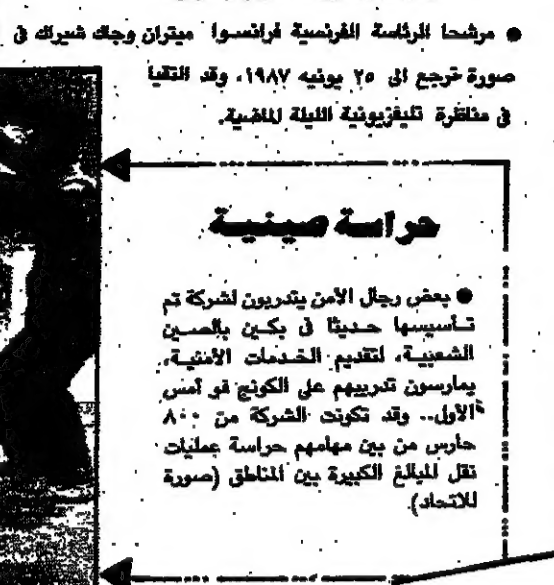 ● مرشحا الرئاسة الفرنسية فرانسوا ميتران وجاك شيراك في
صورة ترجع الى ٢٥ يونيه ١٩٨٧، وقد التقيا
في مناظرة تليفزيونية الليلة الماضية.
حراسة صينية
● بعض رجال الأمن يتدربون لشركة تم
تأسيسها حديثا في بكين بالصين
الشعبية، لتقديم الخدمات الأمنية،
يمارسون تدريبهم على الكونج فو أمس
الأول.. وقد تكونت الشركة من ٨٠٠
حارس من بين مهامهم حراسة عمليات
نقل المبالغ الكبيرة بين المناطق (صورة
للاتحاد).